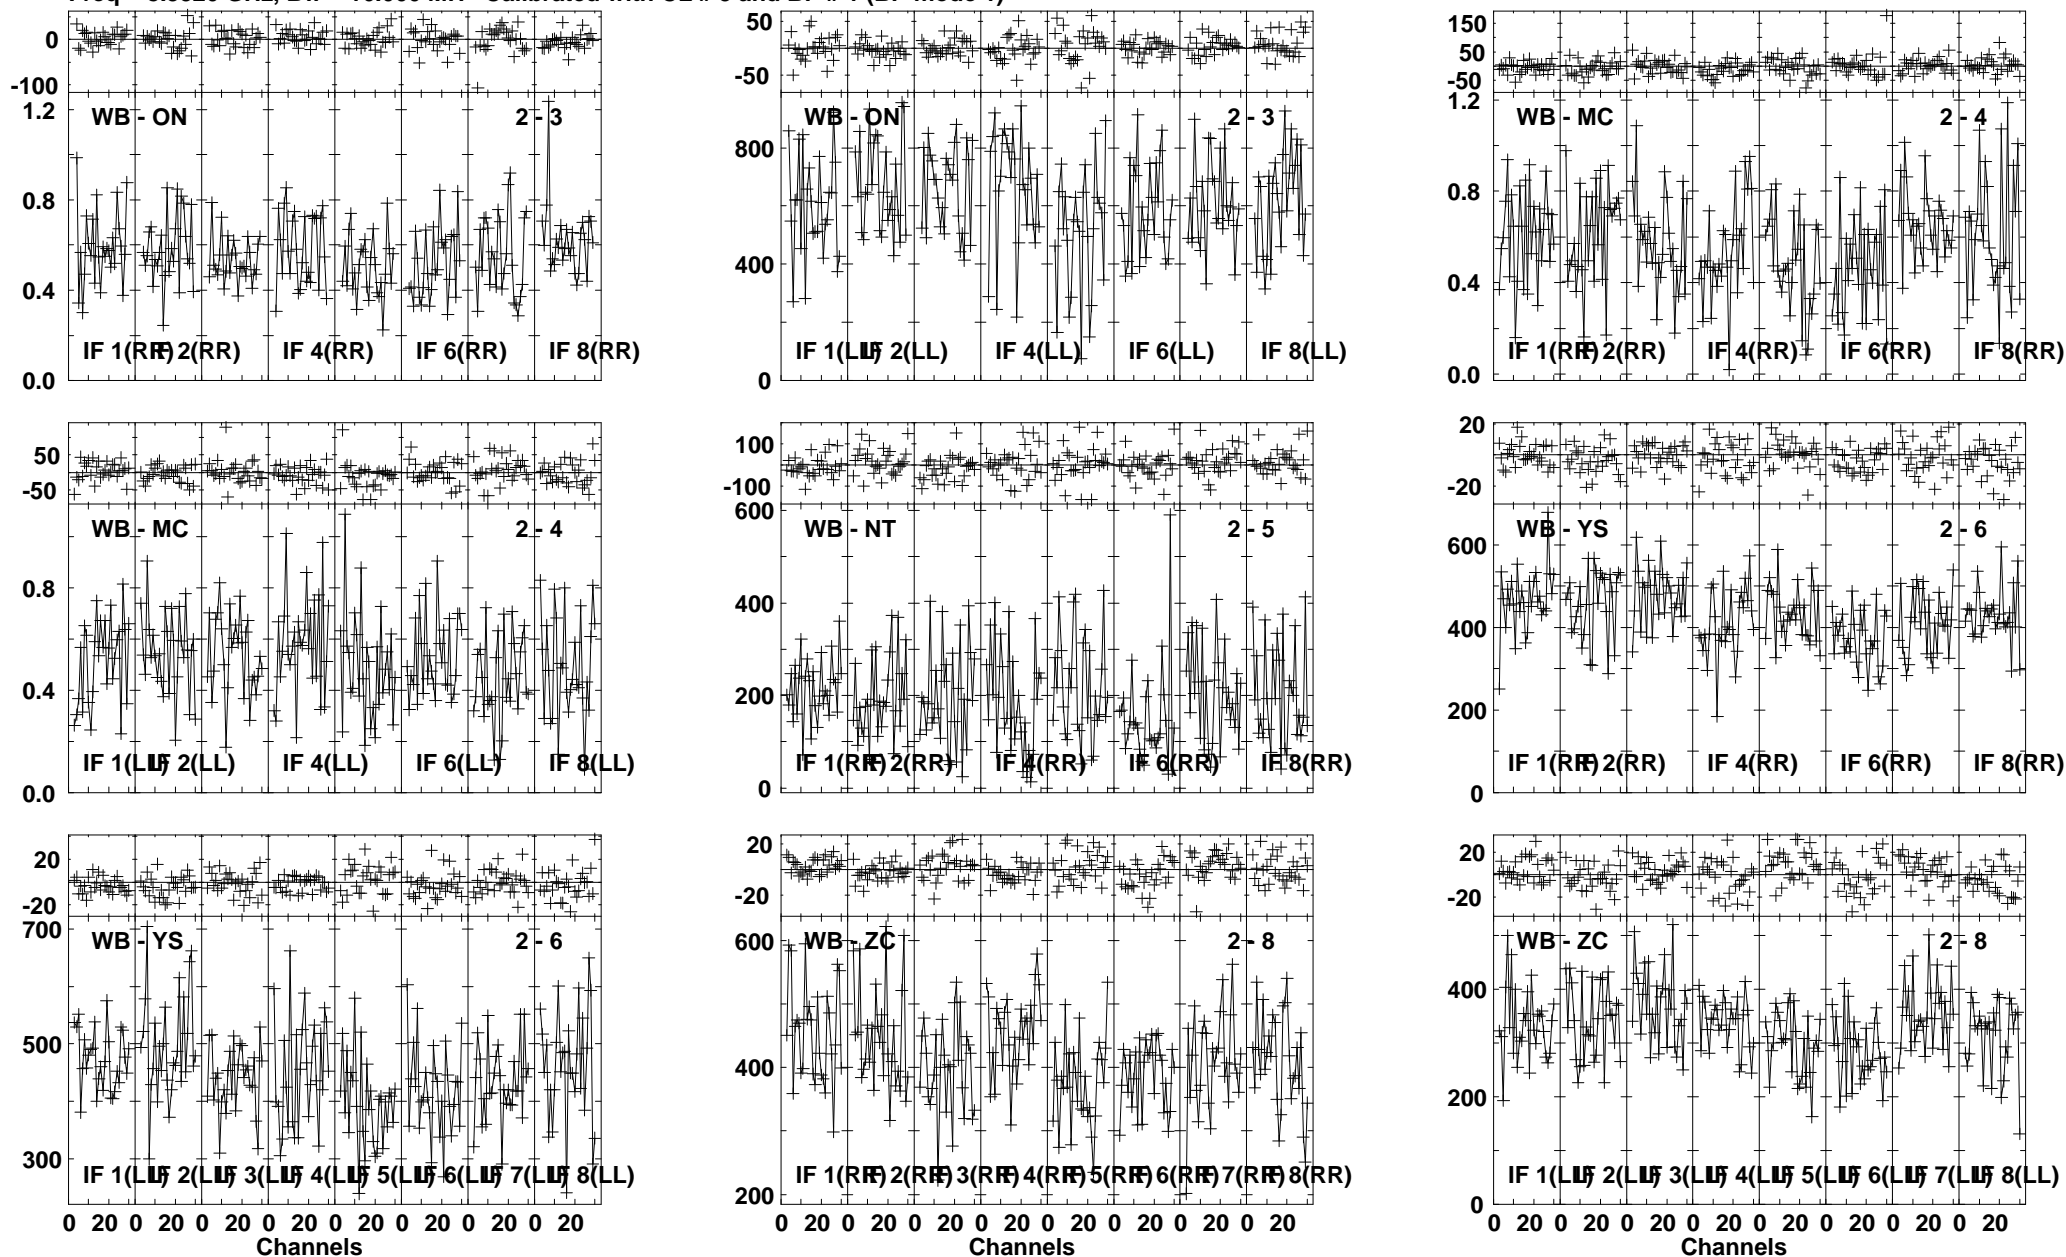 0
-100
1.2
0.8
0.4
0.0
WB - ON
2 - 3
IF 1(RR)
IF 2(RR)
IF 4(RR)
IF 6(RR)
IF 8(RR)
50
-50
800
400
0
WB - ON
2 - 3
IF 1(LL)
IF 2(LL)
IF 4(LL)
IF 6(LL)
IF 8(LL)
150
50
-50
1.2
0.8
0.4
0.0
WB - MC
2 - 4
IF 1(RR)
IF 2(RR)
IF 4(RR)
IF 6(RR)
IF 8(RR)
50
-50
0.8
0.4
0.0
WB - MC
2 - 4
IF 1(LL)
IF 2(LL)
IF 4(LL)
IF 6(LL)
IF 8(LL)
100
-100
600
400
200
0
WB - NT
2 - 5
IF 1(RR)
IF 2(RR)
IF 4(RR)
IF 6(RR)
IF 8(RR)
20
-20
600
400
200
0
WB - YS
2 - 6
IF 1(RR)
IF 2(RR)
IF 4(RR)
IF 6(RR)
IF 8(RR)
20
-20
700
500
300
WB - YS
2 - 6
IF 1(LL) IF 2(LL) IF 3(LL) IF 4(LL) IF 5(LL) IF 6(LL) IF 7(LL) IF 8(LL)
0 20 0 20 0 20 0 20 0 20 0 20 0 20 0 20
Channels
20
-20
600
400
200
WB - ZC
2 - 8
IF 1(RR) IF 2(RR) IF 3(RR) IF 4(RR) IF 5(RR) IF 6(RR) IF 7(RR) IF 8(RR)
0 20 0 20 0 20 0 20 0 20 0 20 0 20 0 20
Channels
20
-20
400
200
0
WB - ZC
2 - 8
IF 1(LL) IF 2(LL) IF 3(LL) IF 4(LL) IF 5(LL) IF 6(LL) IF 7(LL) IF 8(LL)
0 20 0 20 0 20 0 20 0 20 0 20 0 20 0 20
Channels